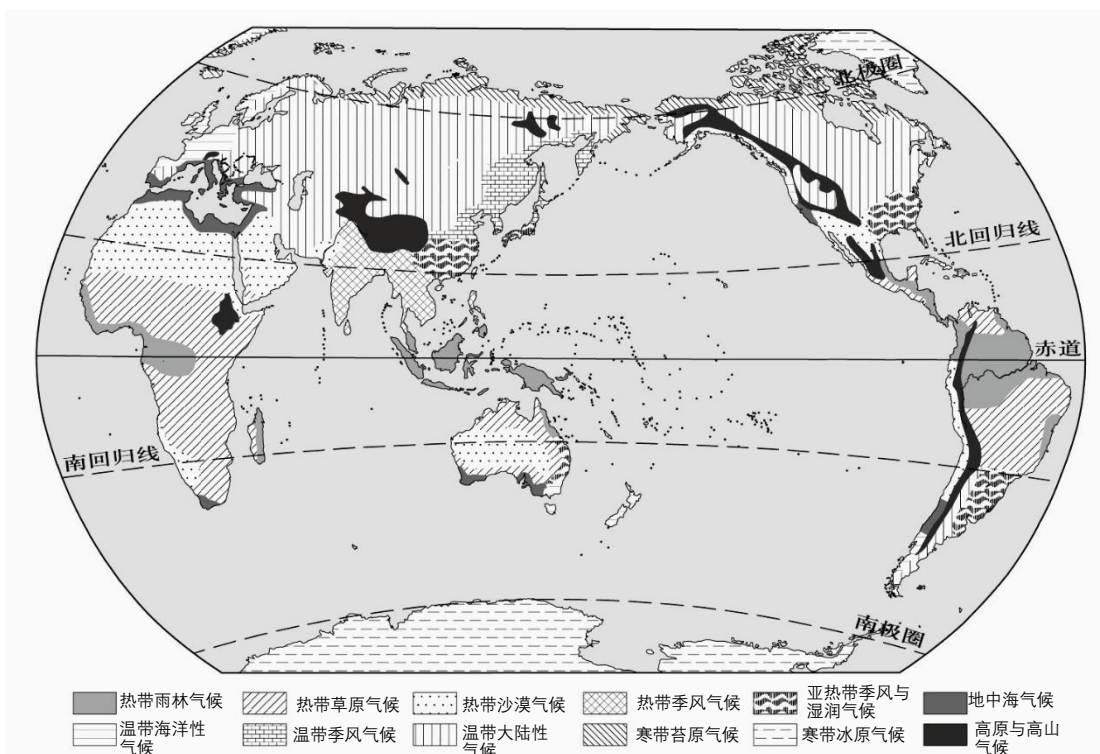 北极圈
北回归线
赤道
南回归线
南极圈
热带雨林气候
热带草原气候
热带沙漠气候
热带季风气候
亚热带季风与
湿润气候
地中海气候
温带海洋性
气候
温带季风气候
温带大陆性
气候
寒带苔原气候
寒带冰原气候
高原与高山
气候